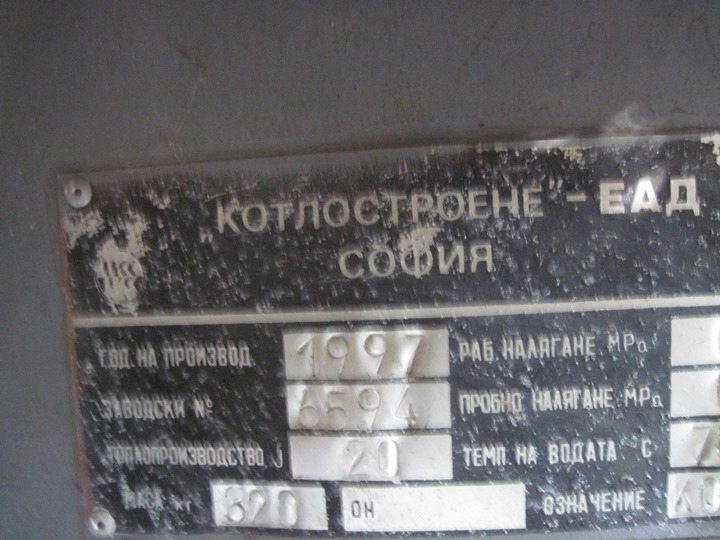 "КОТЛОСТРОЕНЕ" - ЕАД
СОФИЯ
ГОД. НА ПРОИЗВОД. 1997 РАБ. НАЛЯГАНЕ MPa
ЗАВОДСКИ № 6594 ПРОБНО НАЛЯГАНЕ MPa
ТОПЛОПРОИЗВОДСТВО 20 ТЕМП. НА ВОДАТА °C
МАСА кг 320 ОН ОЗНАЧЕНИЕ